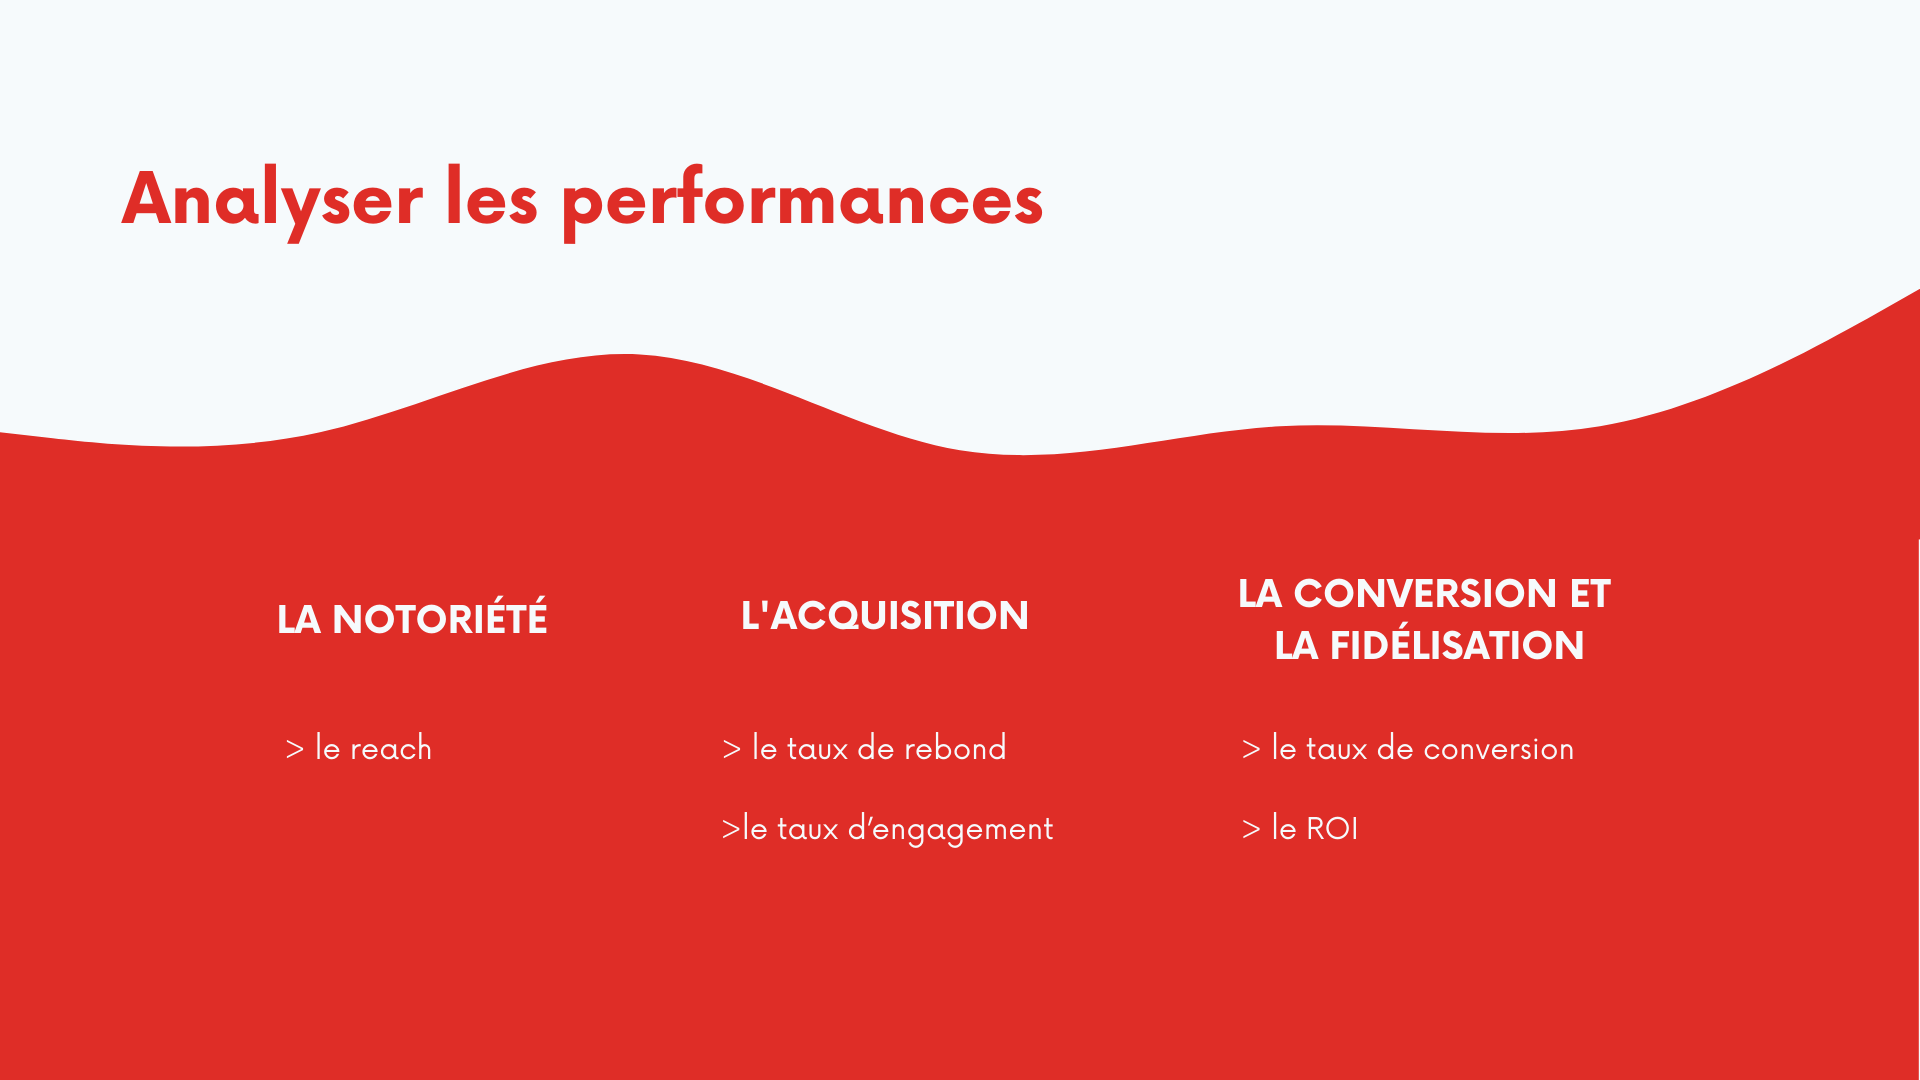 Analyser les performances
LA NOTORIÉTÉ
> le reach
L'ACQUISITION
> le taux de rebond
>le taux d’engagement
LA CONVERSION ET
LA FIDÉLISATION
> le taux de conversion
> le ROI